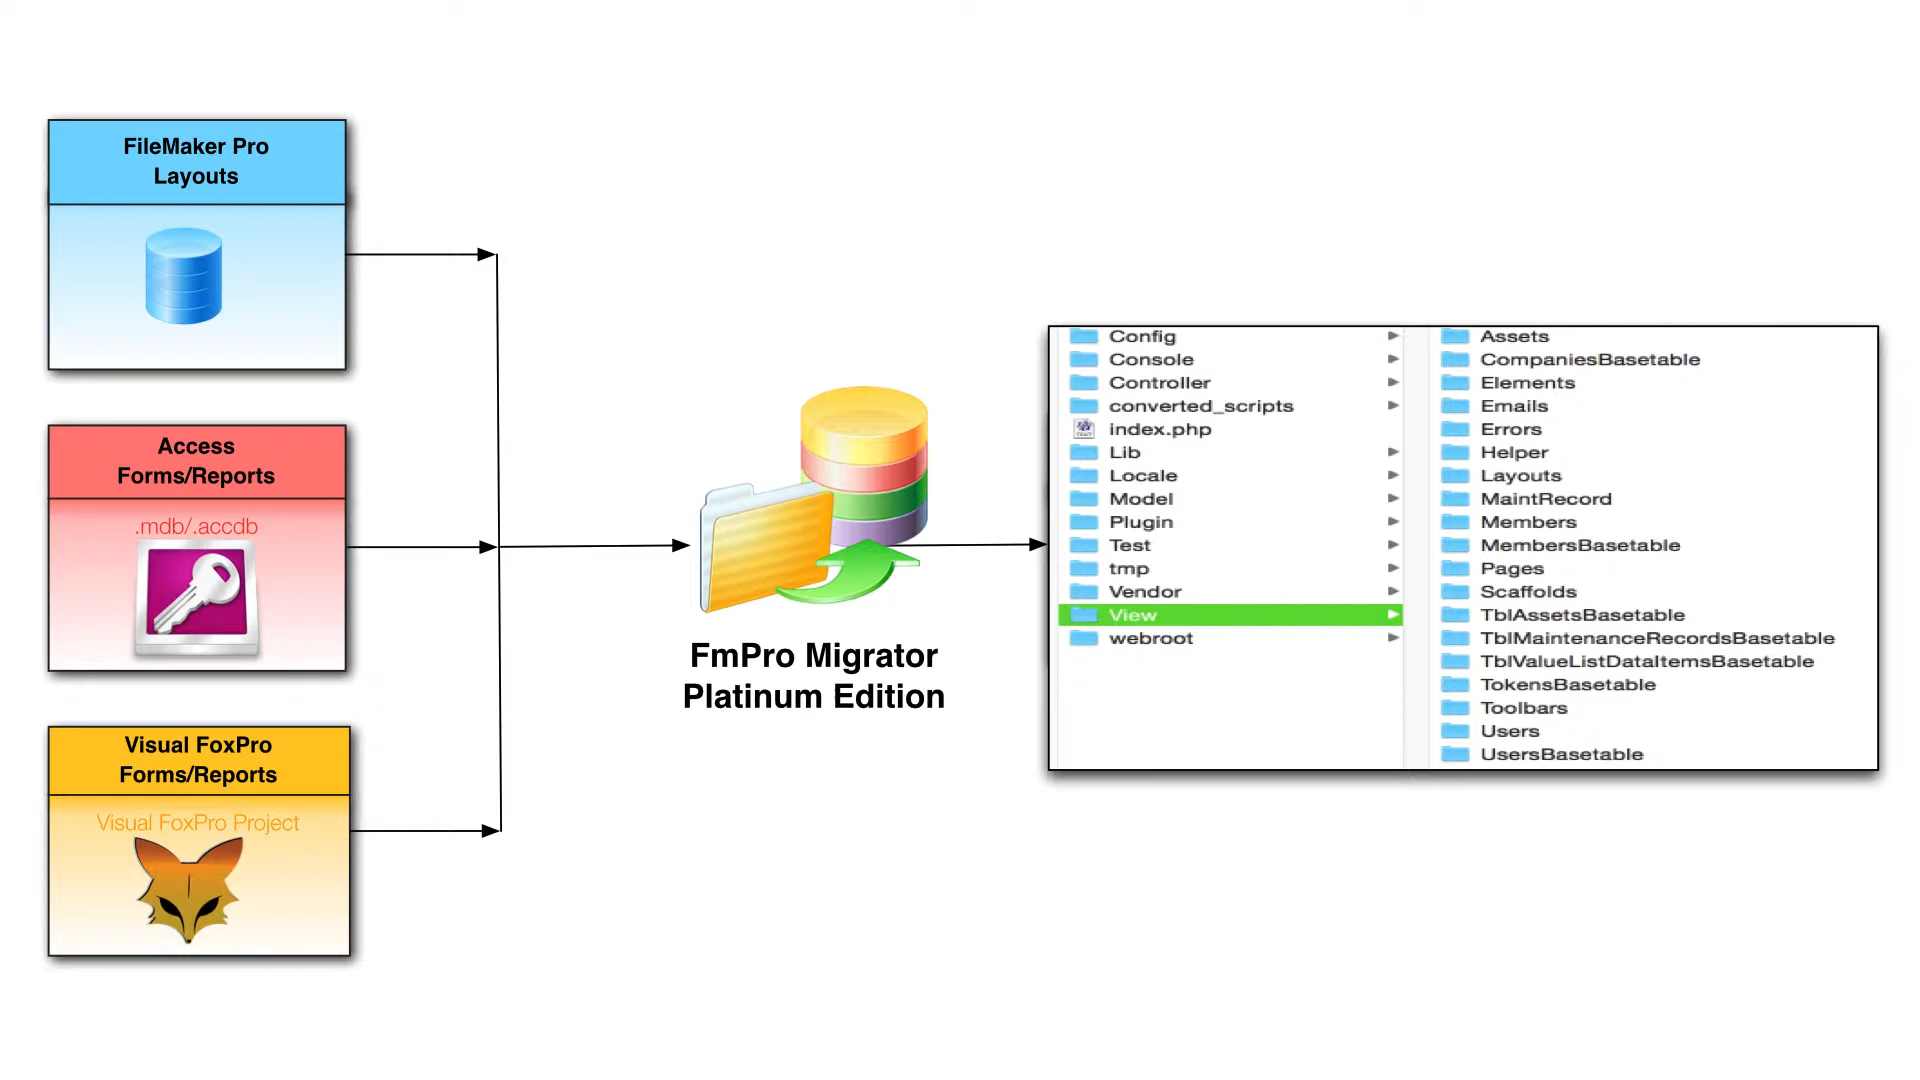 FileMaker Pro
Layouts
Access
Forms/Reports
.mdb/.accdb
Visual FoxPro
Forms/Reports
Visual FoxPro Project
FmPro Migrator
Platinum Edition
Config
Console
Controller
converted_scripts
index.php
Lib
Locale
Model
Plugin
Test
tmp
Vendor
View
webroot
Assets
CompaniesBasetable
Elements
Emails
Errors
Helper
Layouts
MaintRecord
Members
MembersBasetable
Pages
Scaffolds
TblAssetsBasetable
TblMaintenanceRecordsBasetable
TblValueListDataItemsBasetable
TokensBasetable
Toolbars
Users
UsersBasetable